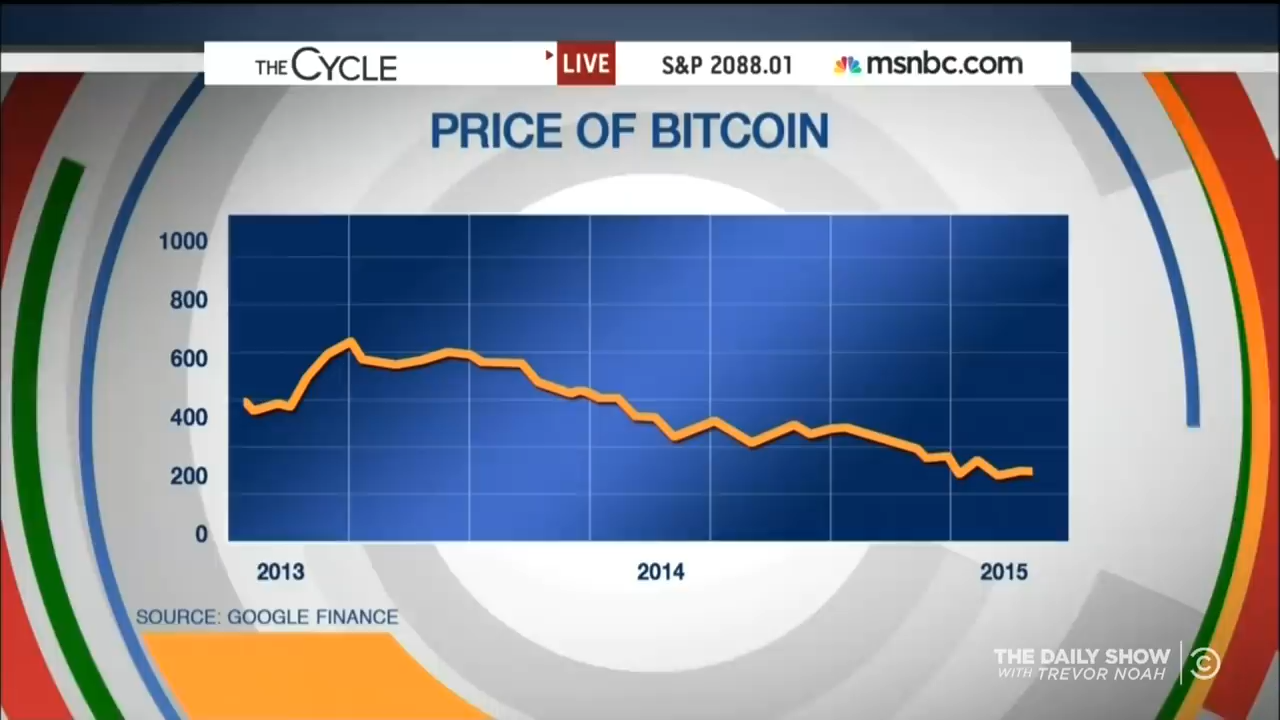 THE CYCLE LIVE S&P 2088.01 msnbc.com
PRICE OF BITCOIN
1000
800
600
400
200
0
2013 2014 2015
SOURCE: GOOGLE FINANCE
THE DAILY SHOW
WITH TREVOR NOAH